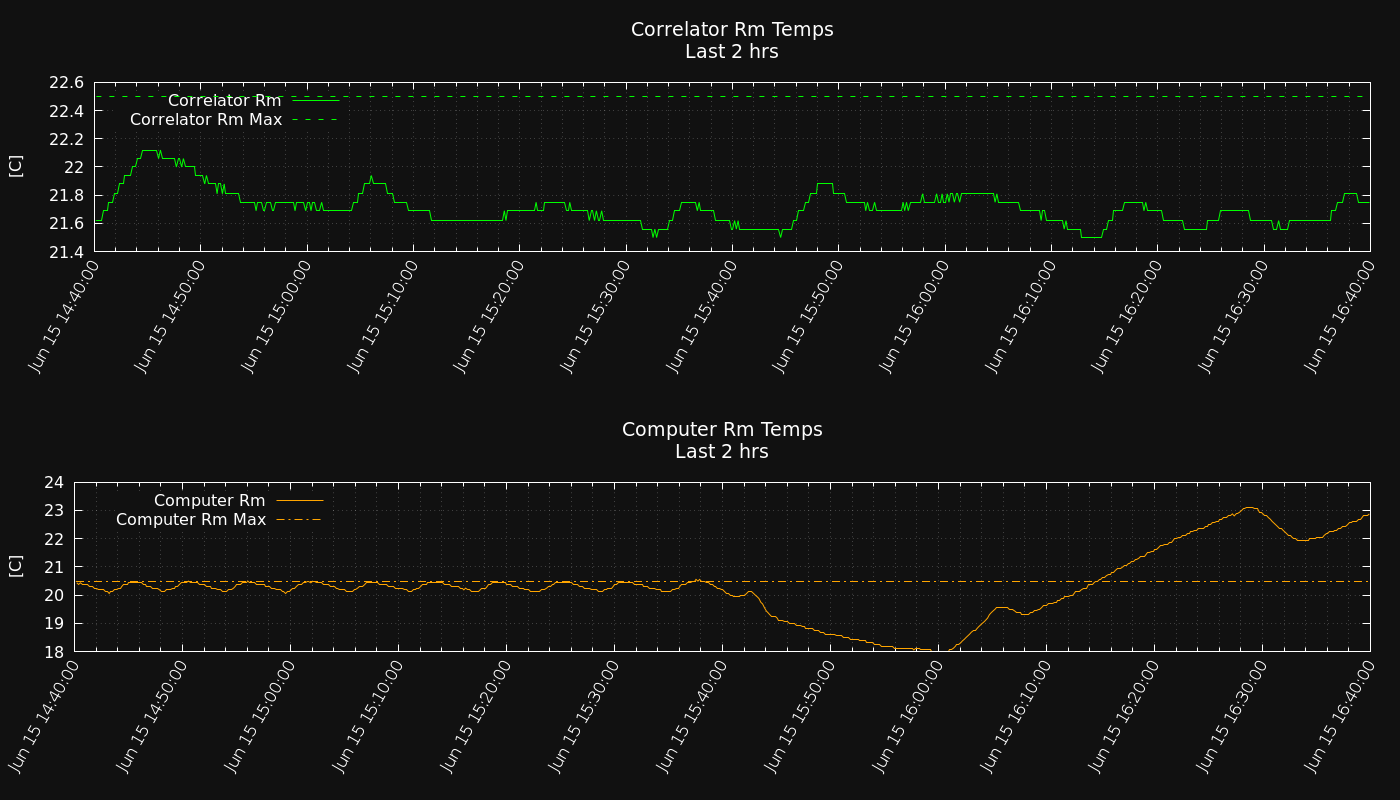 Correlator Rm Temps
Last 2 hrs
22.6
22.4
22.2
22
21.8
21.6
21.4
[C]
Correlator Rm
Correlator Rm Max
Jun 15 14:40:00
Jun 15 14:50:00
Jun 15 15:00:00
Jun 15 15:10:00
Jun 15 15:20:00
Jun 15 15:30:00
Jun 15 15:40:00
Jun 15 15:50:00
Jun 15 16:00:00
Jun 15 16:10:00
Jun 15 16:20:00
Jun 15 16:30:00
Jun 15 16:40:00
Computer Rm Temps
Last 2 hrs
24
23
22
21
20
19
18
[C]
Computer Rm
Computer Rm Max
Jun 15 14:40:00
Jun 15 14:50:00
Jun 15 15:00:00
Jun 15 15:10:00
Jun 15 15:20:00
Jun 15 15:30:00
Jun 15 15:40:00
Jun 15 15:50:00
Jun 15 16:00:00
Jun 15 16:10:00
Jun 15 16:20:00
Jun 15 16:30:00
Jun 15 16:40:00